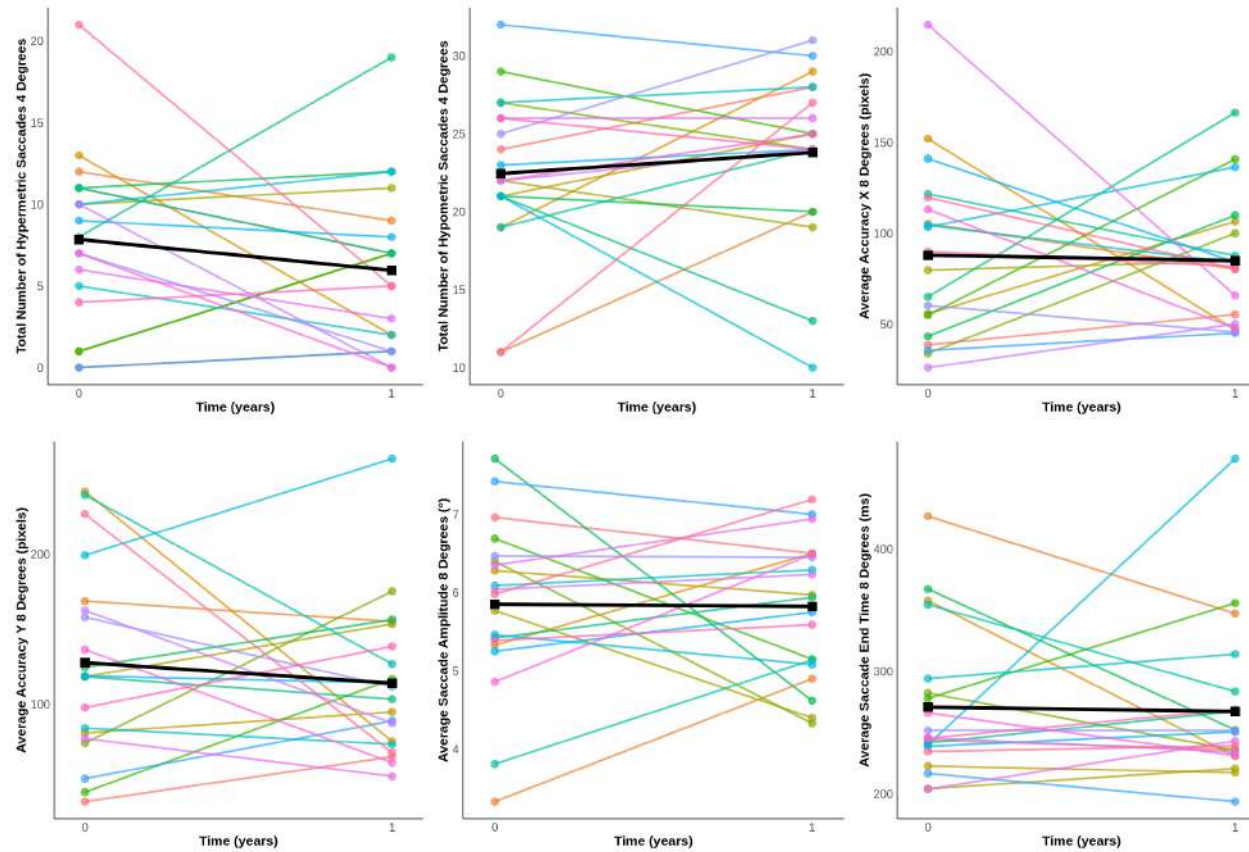 Total Number of Hypermetric Saccades 4 Degrees
20
15
10
5
0
0
1
Time (years)
Total Number of Hypometric Saccades 4 Degrees
30
25
20
15
10
0
1
Time (years)
Average Accuracy X 8 Degrees (pixels)
200
150
100
50
0
1
Time (years)
Average Accuracy Y 8 Degrees (pixels)
200
100
0
1
Time (years)
Average Saccade Amplitude 8 Degrees (°)
7
6
5
4
0
1
Time (years)
Average Saccade End Time 8 Degrees (ms)
400
300
200
0
1
Time (years)